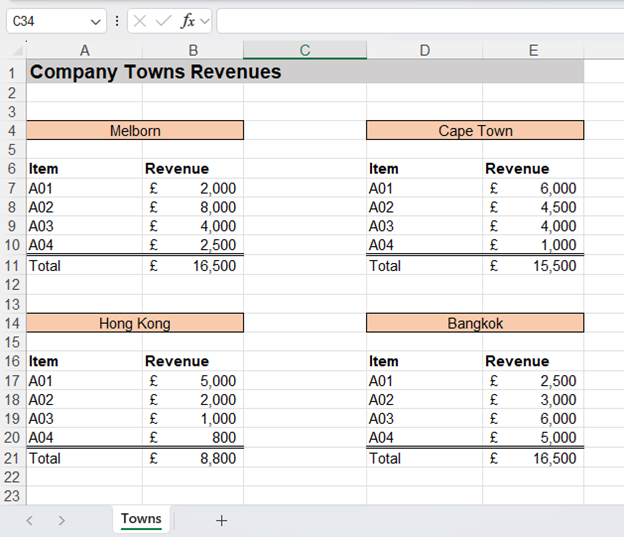 C34 fx
A B C D E
1 Company Towns Revenues
2
3
4 Melborn Cape Town
5
6 Item Revenue Item Revenue
7 A01 £ 2,000 A01 £ 6,000
8 A02 £ 8,000 A02 £ 4,500
9 A03 £ 4,000 A03 £ 4,000
10 A04 £ 2,500 A04 £ 1,000
11 Total £ 16,500 Total £ 15,500
12
13
14 Hong Kong Bangkok
15
16 Item Revenue Item Revenue
17 A01 £ 5,000 A01 £ 2,500
18 A02 £ 2,000 A02 £ 3,000
19 A03 £ 1,000 A03 £ 6,000
20 A04 £ 800 A04 £ 5,000
21 Total £ 8,800 Total £ 16,500
22
23
Towns